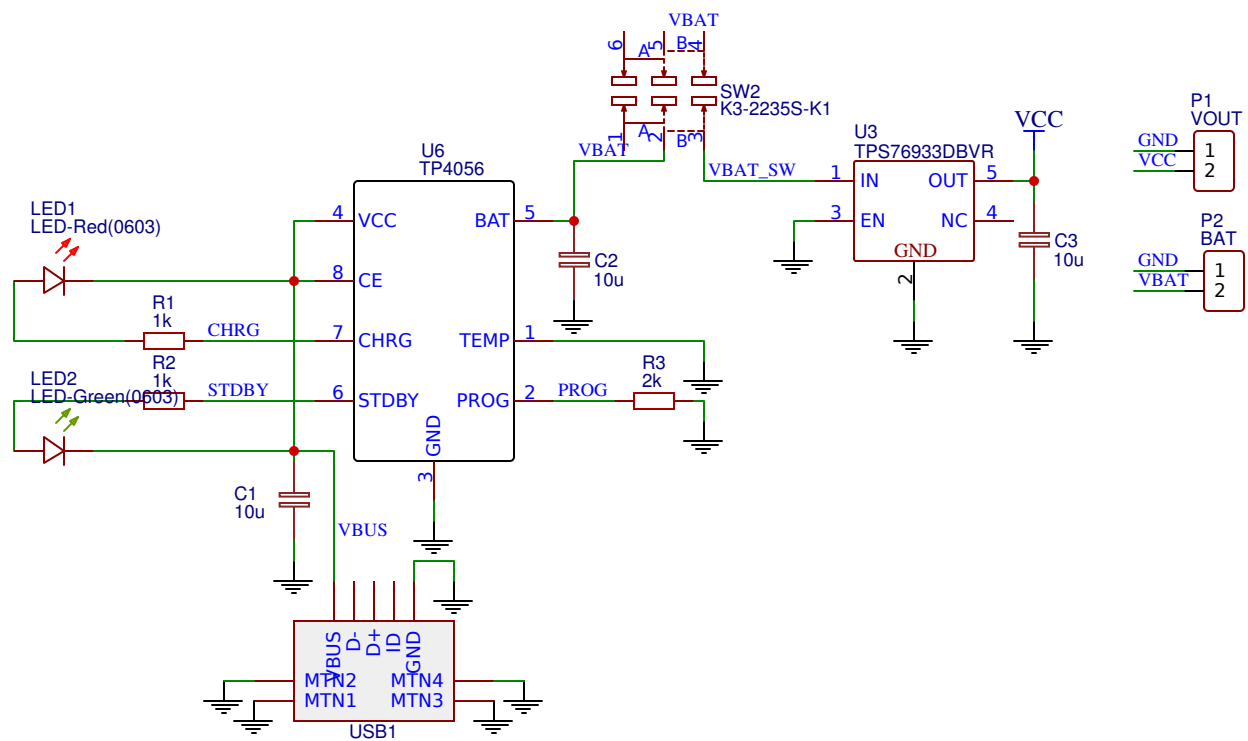 VBAT
6
5
4
A
B
SW2
K3-2235S-K1
A
B
1
2
3
VBAT
VBAT_SW
U3
TPS76933DBVR
1
IN
OUT
5
3
EN
NC
4
GND
2
VCC
C3
10u
P1
VOUT
GND
1
VCC
2
P2
BAT
GND
1
VBAT
2
U6
TP4056
4
VCC
BAT
5
8
CE
7
CHRG
TEMP
1
6
STDBY
PROG
2
GND
3
C2
10u
PROG
R3
2k
LED1
LED-Red(0603)
R1
1k
CHRG
R2
1k
STDBY
LED2
LED-Green(0603)
C1
10u
VBUS
VBUS
D-
D+
ID
GND
MTN2
MTN4
MTN1
MTN3
USB1